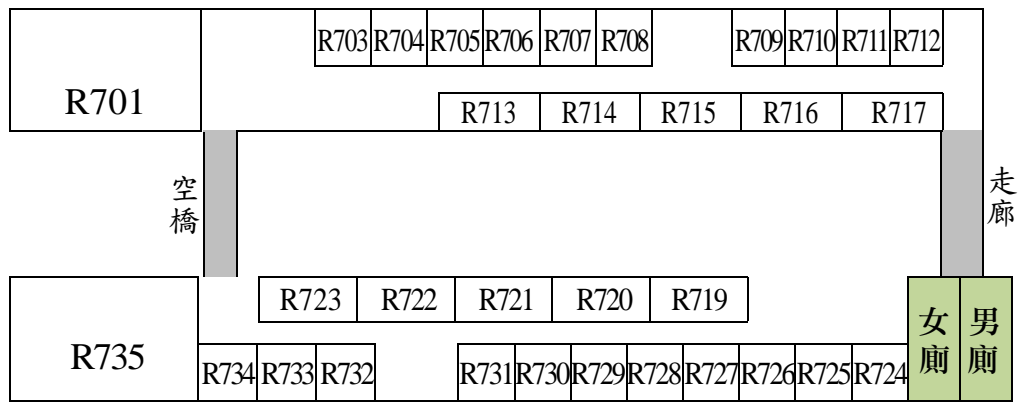 R703 R704 R705 R706 R707 R708 R709 R710 R711 R712
R701
R713 R714 R715 R716 R717
空橋
走廊
R723 R722 R721 R720 R719
女廁
男廁
R735
R734 R733 R732 R731 R730 R729 R728 R727 R726 R725 R724